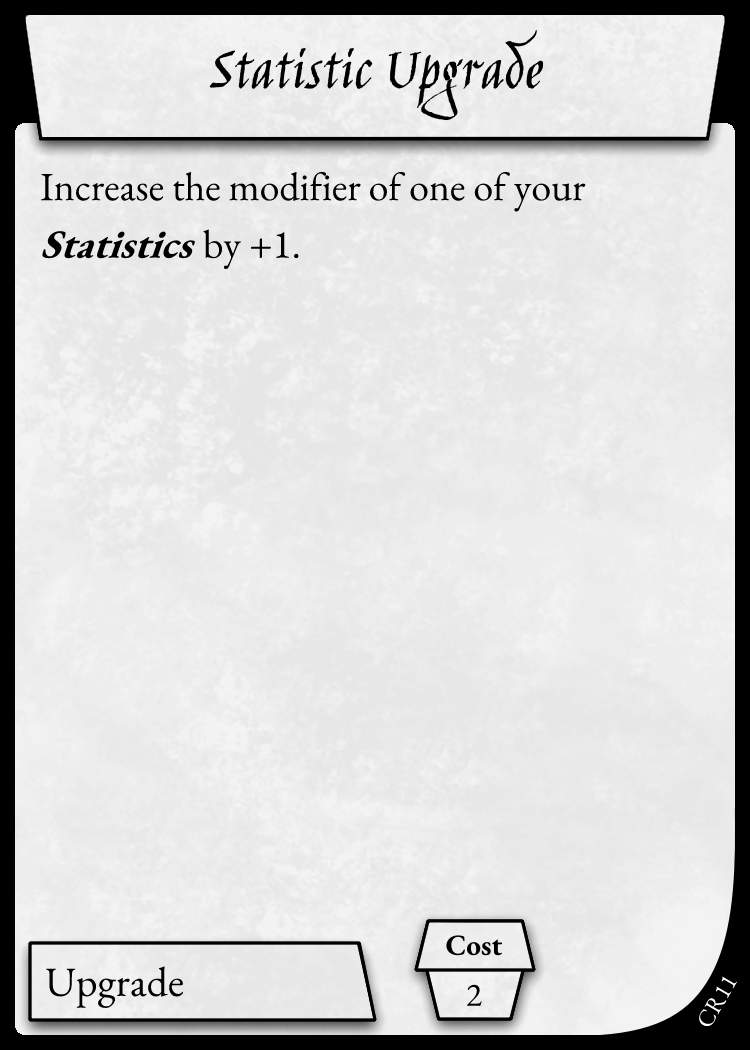 Statistic Upgrade
Increase the modifier of one of your
Statistics by +1.
Upgrade
Cost
2
CR11